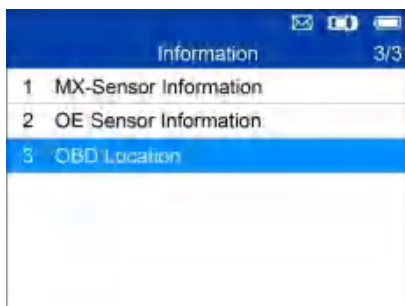 Information 3/3
1 MX-Sensor Information
2 OE Sensor Information
3 OBD Location